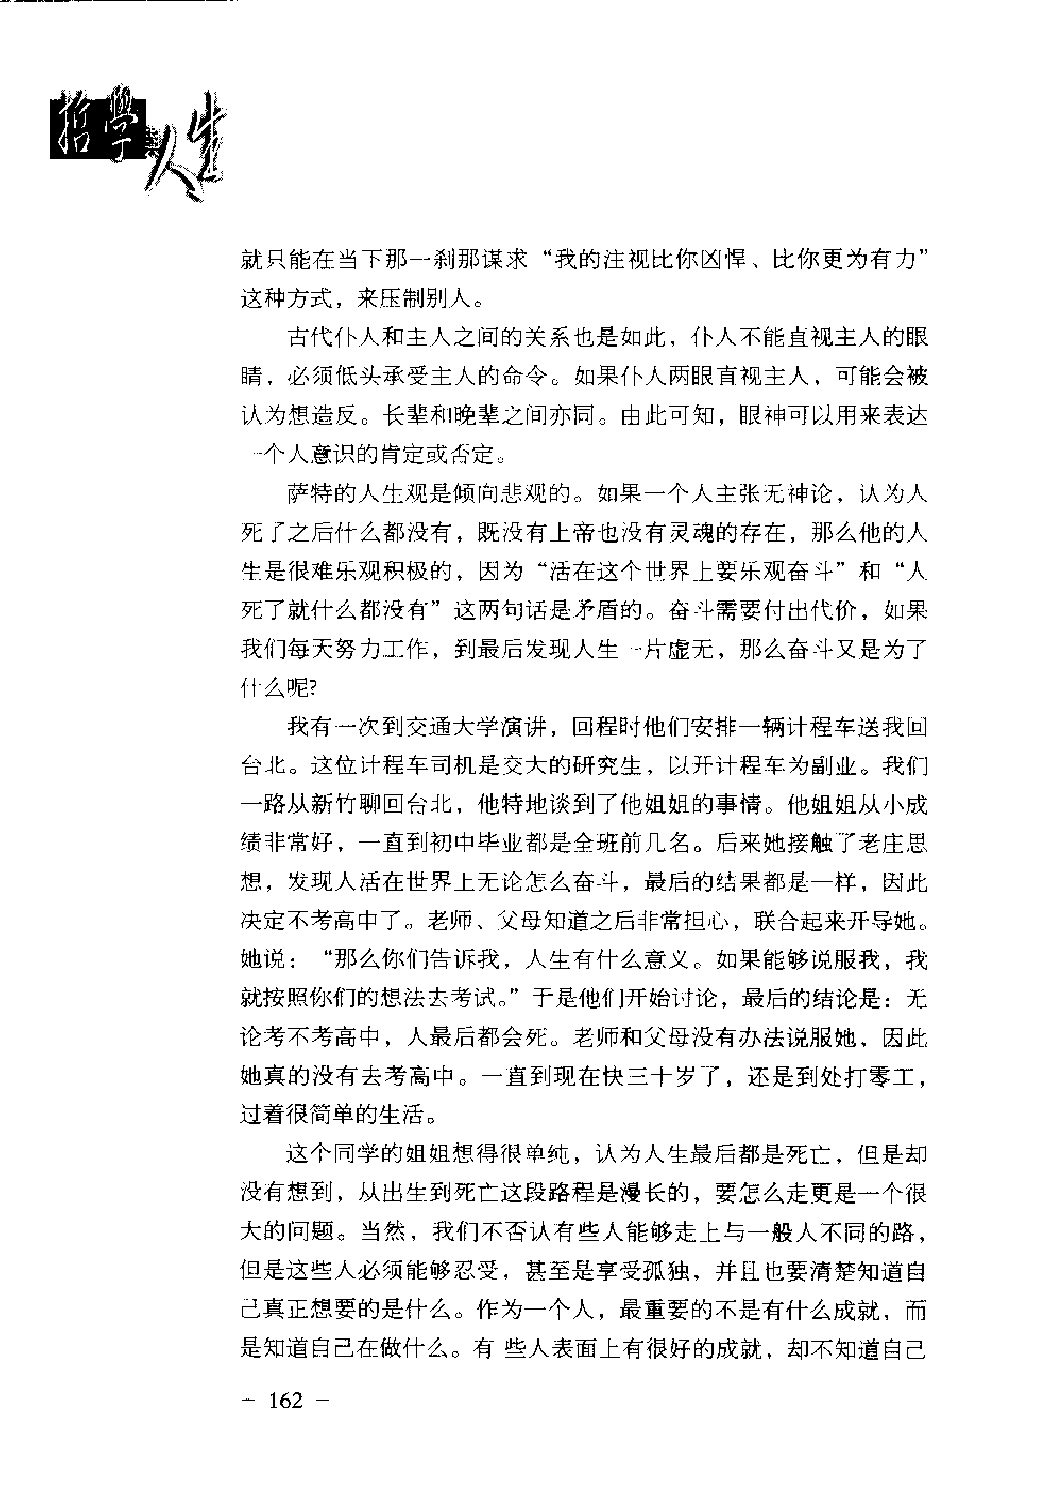 哲學與人生
就只能在当下那一刹那谋求“我的注视比你凶悍、比你更为有力”
这种方式，来压制别人。
古代仆人和主人之间的关系也是如此，仆人不能直视主人的眼
睛，必须低头承受主人的命令。如果仆人两眼直视主人，可能会被
认为想造反。长辈和晚辈之间亦同。由此可知，眼神可以用来表达
一个人意识的肯定或否定。
萨特的人生观是倾向悲观的。如果一个人主张无神论，认为人
死了之后什么都没有，既没有上帝也没有灵魂的存在，那么他的人
生是很难乐观积极的，因为“活在这个世界上要乐观奋斗”和“人
死了就什么都没有”这两句话是矛盾的。奋斗需要付出代价，如果
我们每天努力工作，到最后发现人生一片虚无，那么奋斗又是为了
什么呢?
我有一次到交通大学演讲，回程时他们安排一辆计程车送我回
台北。这位计程车司机是交大的研究生，以开计程车为副业。我们
一路从新竹聊回台北，他特地谈到了他姐姐的事情。他姐姐从小成
绩非常好，一直到初中毕业都是全班前几名。后来她接触了老庄思
想，发现人活在世界上无论怎么奋斗，最后的结果都是一样，因此
决定不考高中了。老师、父母知道之后非常担心，联合起来开导她。
她说：“那么你们告诉我，人生有什么意义。如果能够说服我，我
就按照你们的想法去考试。”于是他们开始讨论，最后的结论是：无
论考不考高中，人最后都会死。老师和父母没有办法说服她，因此
她真的没有去考高中。一直到现在快三十岁了，还是到处打零工，
过着很简单的生活。
这个同学的姐姐想得很单纯，认为人生最后都是死亡，但是却
没有想到，从出生到死亡这段路程是漫长的，要怎么走更是一个很
大的问题。当然，我们不否认有些人能够走上与一般人不同的路，
但是这些人必须能够忍受，甚至是享受孤独，并且也要清楚知道自
己真正想要的是什么。作为一个人，最重要的不是有什么成就，而
是知道自己在做什么。有一些人表面上有很好的成就，却不知道自己
- 162 -